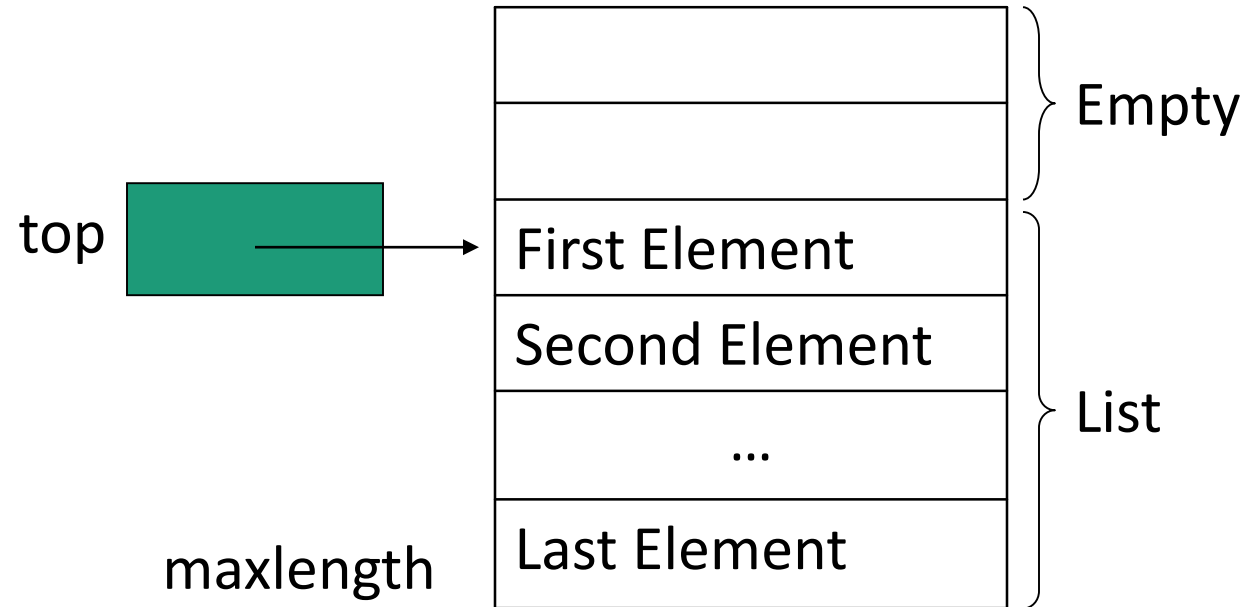 Empty
top
First Element
Second Element
List
...
Last Element
maxlength